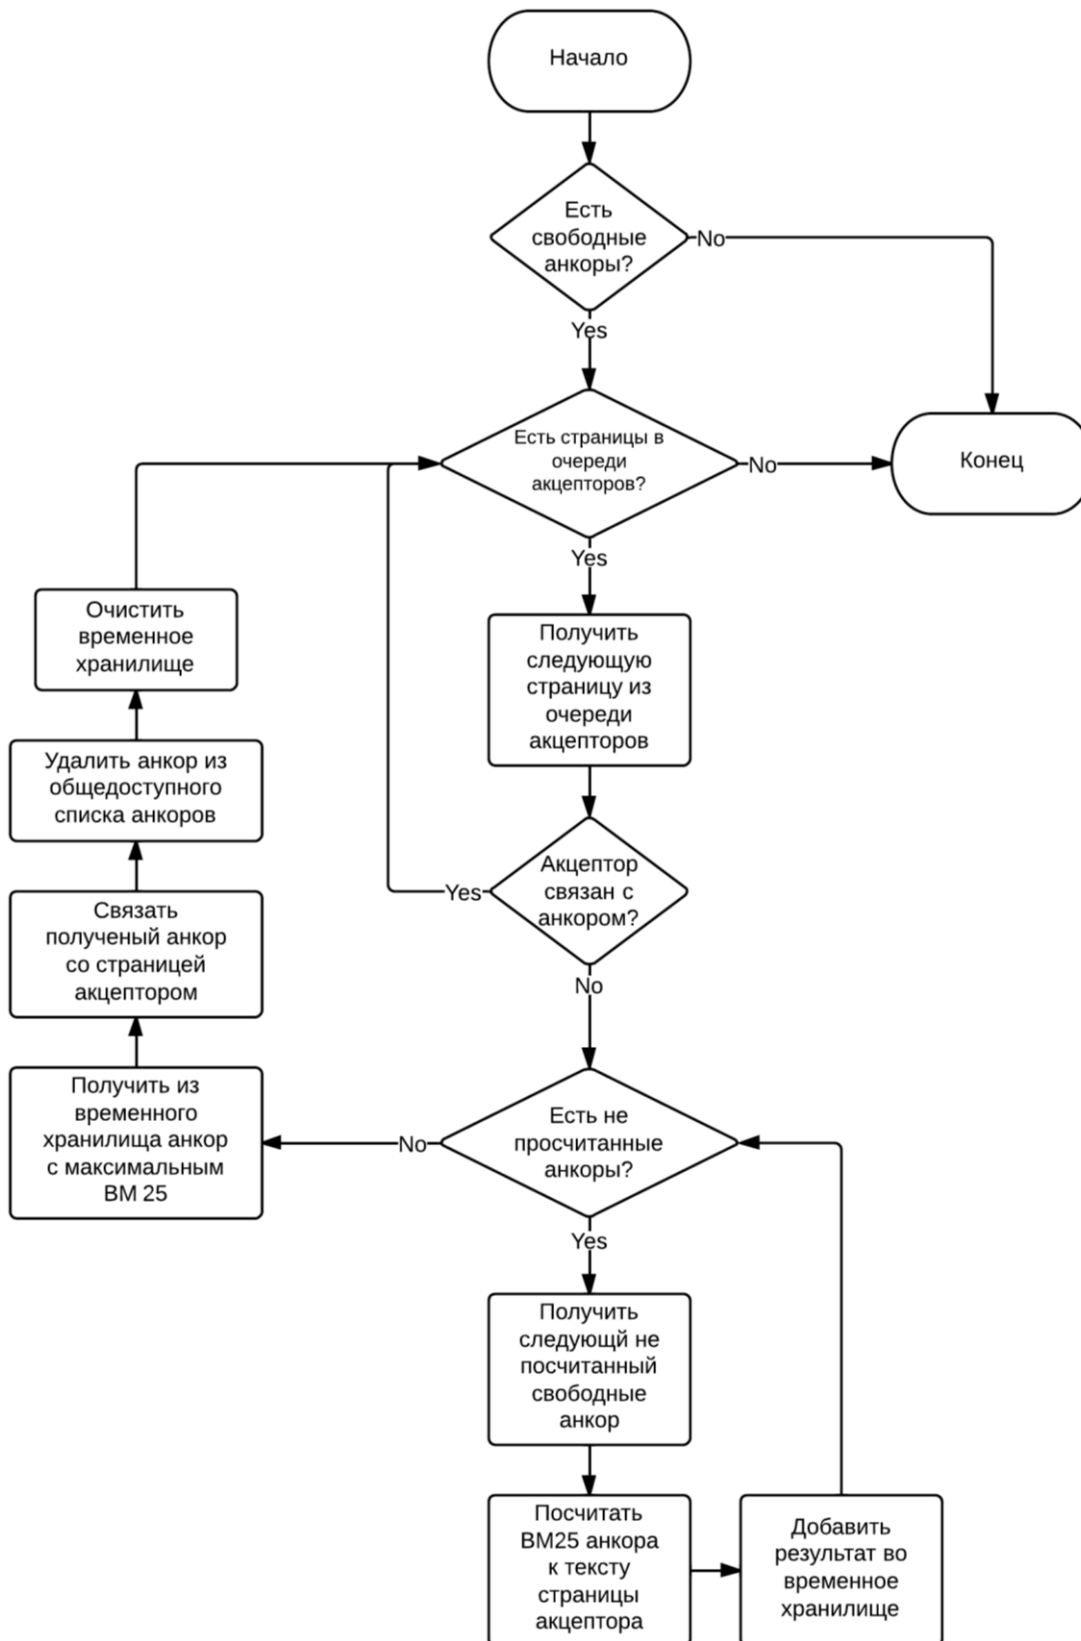 Начало
Есть
свободные
анкоры?
No
Yes
Есть страницы в
очереди
акцепторов?
No
Конец
Yes
Очистить
временное
хранилище
Получить
следующую
страницу из
очереди
акцепторов
Удалить анкор из
общедоступного
списка анкоров
Акцептор
связан с
анкором?
Yes
Связать
полученый анкор
со страницей
акцептором
No
Получить из
временного
хранилища анкор
с максимальным
BM 25
No
Есть не
просчитанные
анкоры?
Yes
Получить
следующй не
посчитанный
свободные
анкор
Посчитать
BM25 анкора
к тексту
страницы
акцептора
Добавить
результат во
временное
хранилище